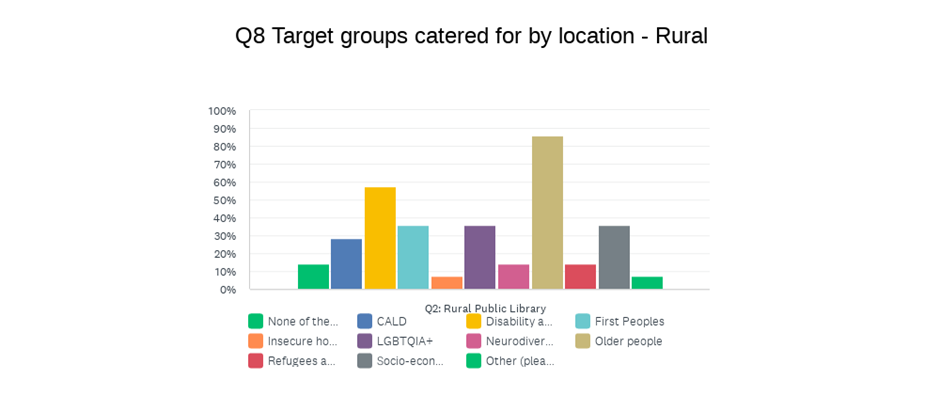 Q8 Target groups catered for by location - Rural
100%
90%
80%
70%
60%
50%
40%
30%
20%
10%
0%
Q2: Rural Public Library
None of the... CALD Disability a... First Peoples
Insecure ho... LGBTQIA+ Neurodiver... Older people
Refugees a... Socio-econ... Other (plea...